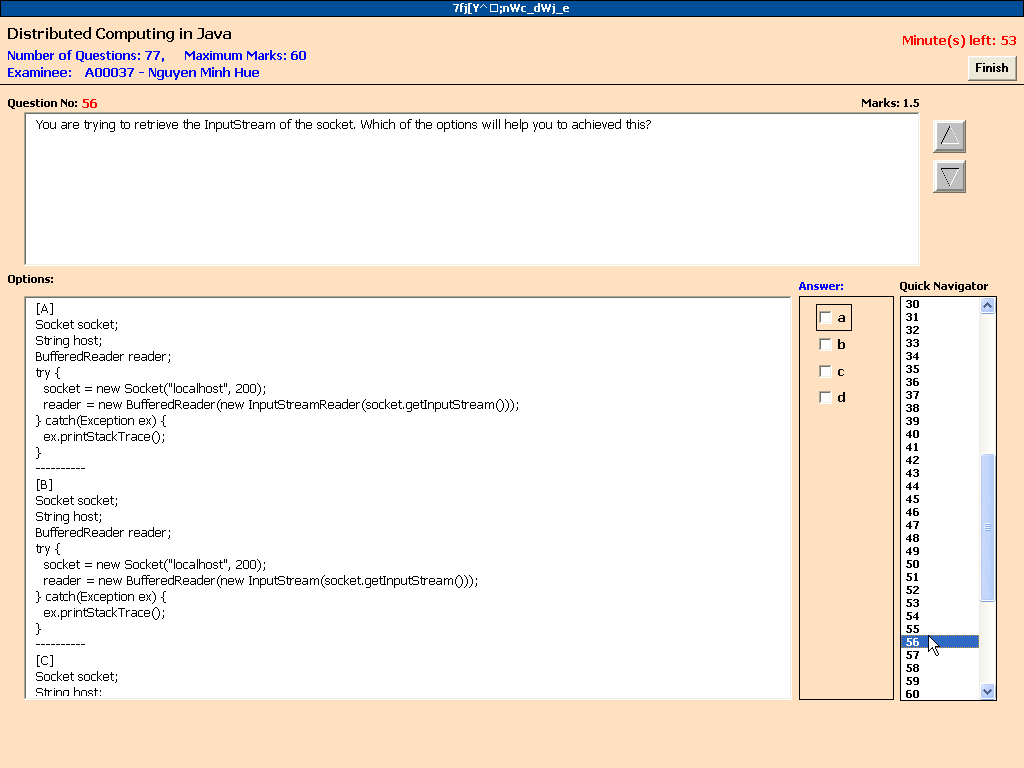 7fj[Y^ □;nWc_dWj_e
Distributed Computing in Java
Number of Questions: 77, Maximum Marks: 60
Minute(s) left: 53
Examinee: A00037 - Nguyen Minh Hue
Finish
Question No: 56
Marks: 1.5
You are trying to retrieve the InputStream of the socket. Which of the options will help you to achieved this?
Options:
[A]
Socket socket;
String host;
BufferedReader reader;
try {
socket = new Socket("localhost", 200);
reader = new BufferedReader(new InputStreamReader(socket.getInputStream()));
} catch(Exception ex) {
ex.printStackTrace();
}
----------
[B]
Socket socket;
String host;
BufferedReader reader;
try {
socket = new Socket("localhost", 200);
reader = new BufferedReader(new InputStream(socket.getInputStream()));
} catch(Exception ex) {
ex.printStackTrace();
}
----------
[C]
Socket socket;
String host;
Answer:
a
b
c
d
Quick Navigator
30
31
32
33
34
35
36
37
38
39
40
41
42
43
44
45
46
47
48
49
50
51
52
53
54
55
56
57
58
59
60